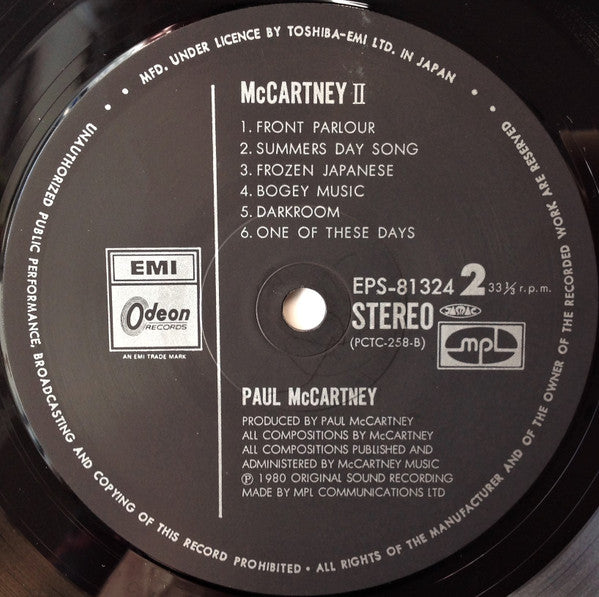 • MFD. UNDER LICENCE BY TOSHIBA-EMI LTD. IN JAPAN •
McCARTNEY II
1. FRONT PARLOUR
2. SUMMERS DAY SONG
3. FROZEN JAPANESE
4. BOGEY MUSIC
5. DARKROOM
6. ONE OF THESE DAYS
EMI
Odeon
RECORDS
AN EMI TRADE MARK
EPS-81324 2 33⅓ r.p.m.
STEREO
(PCTC-258-B)
mpl
PAUL McCARTNEY
PRODUCED BY PAUL McCARTNEY
ALL COMPOSITIONS BY McCARTNEY
ALL COMPOSITIONS PUBLISHED AND
ADMINISTERED BY McCARTNEY MUSIC
Ⓟ 1980 ORIGINAL SOUND RECORDING
MADE BY MPL COMMUNICATIONS LTD
UNAUTHORIZED PUBLIC PERFORMANCE, BROADCASTING AND COPYING OF THIS RECORD PROHIBITED • ALL RIGHTS OF THE MANUFACTURER AND OF THE OWNER OF THE RECORDED WORK ARE RESERVED